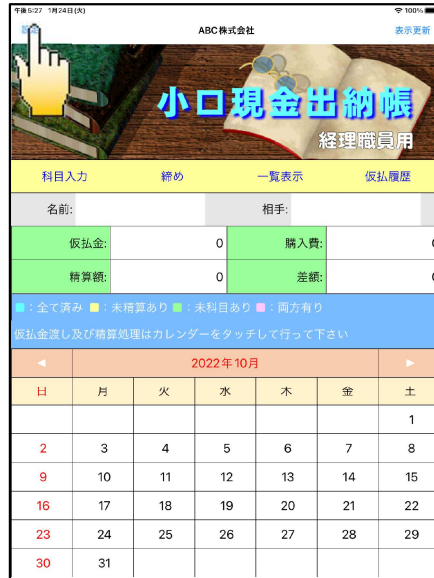 午後5:27 1月24日(火) 100%
設定 ABC株式会社 表示更新
小口現金出納帳
経理職員用
科目入力 締め 一覧表示 仮払履歴
名前: 相手:
仮払金: 0 購入費: 0
精算額: 0 差額: 0
:全て済み :未精算あり :未科目あり :両方有り
仮払金渡し及び精算処理はカレンダーをタッチして行って下さい
◀ 2022年10月 ▶
日 月 火 水 木 金 土
1
2 3 4 5 6 7 8
9 10 11 12 13 14 15
16 17 18 19 20 21 22
23 24 25 26 27 28 29
30 31